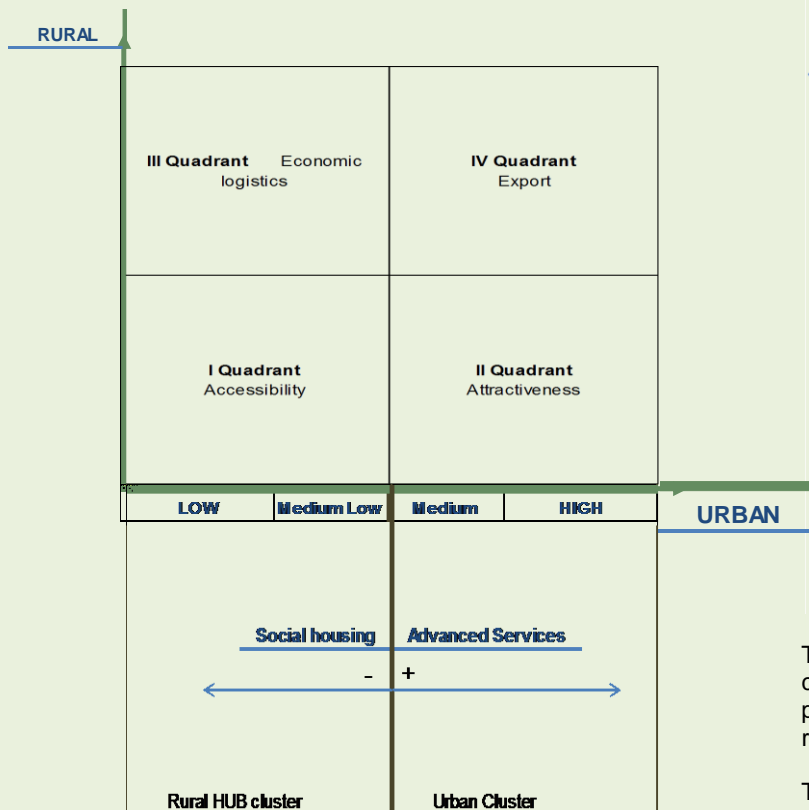 RURAL
III Quadrant Economic
logistics
IV Quadrant
Export
I Quadrant
Accessibility
II Quadrant
Attractiveness
LOW Medium Low Medium HIGH
URBAN
Social housing Advanced Services
- +
Rural HUB cluster Urban Cluster